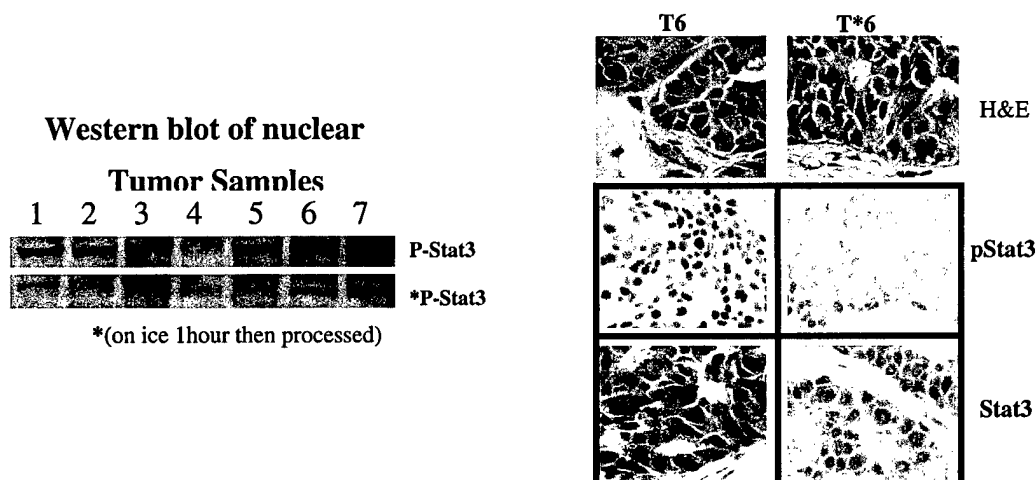 Western blot of nuclear
Tumor Samples
1 2 3 4 5 6 7
P-Stat3
*P-Stat3
*(on ice 1hour then processed)
T6 T*6
H&E
pStat3
Stat3